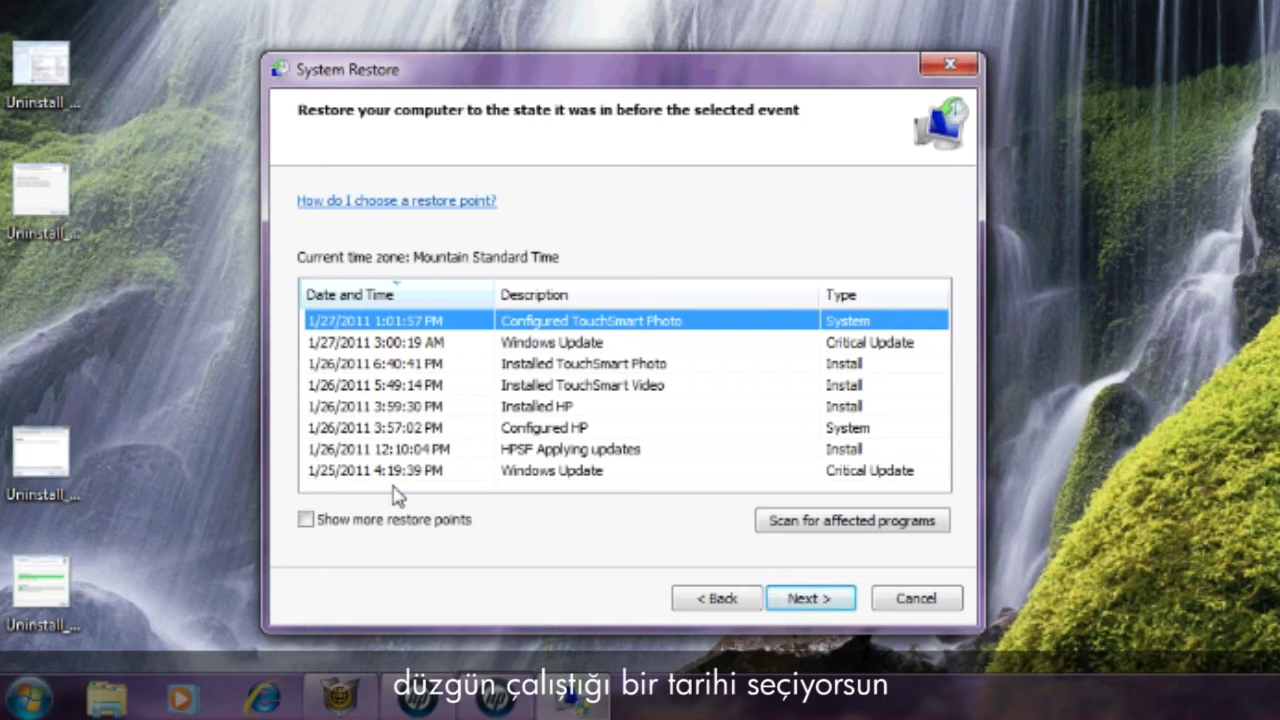 System Restore
Restore your computer to the state it was in before the selected event
How do I choose a restore point?
Current time zone: Mountain Standard Time
Date and Time Description Type
1/27/2011 1:01:57 PM Configured TouchSmart Photo System
1/27/2011 3:00:19 AM Windows Update Critical Update
1/26/2011 6:40:41 PM Installed TouchSmart Photo Install
1/26/2011 5:49:14 PM Installed TouchSmart Video Install
1/26/2011 3:59:30 PM Installed HP Install
1/26/2011 3:57:02 PM Configured HP System
1/26/2011 12:10:04 PM HPSF Applying updates Install
1/25/2011 4:19:39 PM Windows Update Critical Update
Show more restore points Scan for affected programs
< Back Next > Cancel
Uninstall_...
Uninstall_...
Uninstall_...
Uninstall_...
düzgün çalıştığı bir tarihi seçiyorsun
hp
hp